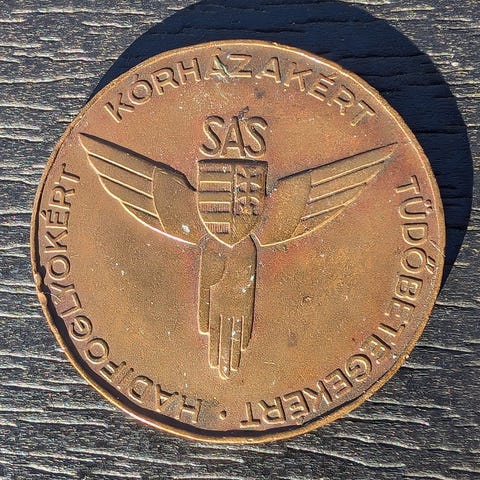 HADIFOGLYOKÉRT · KÓRHÁZAKÉRT TÜDŐBETEGEKÉRT
SAS